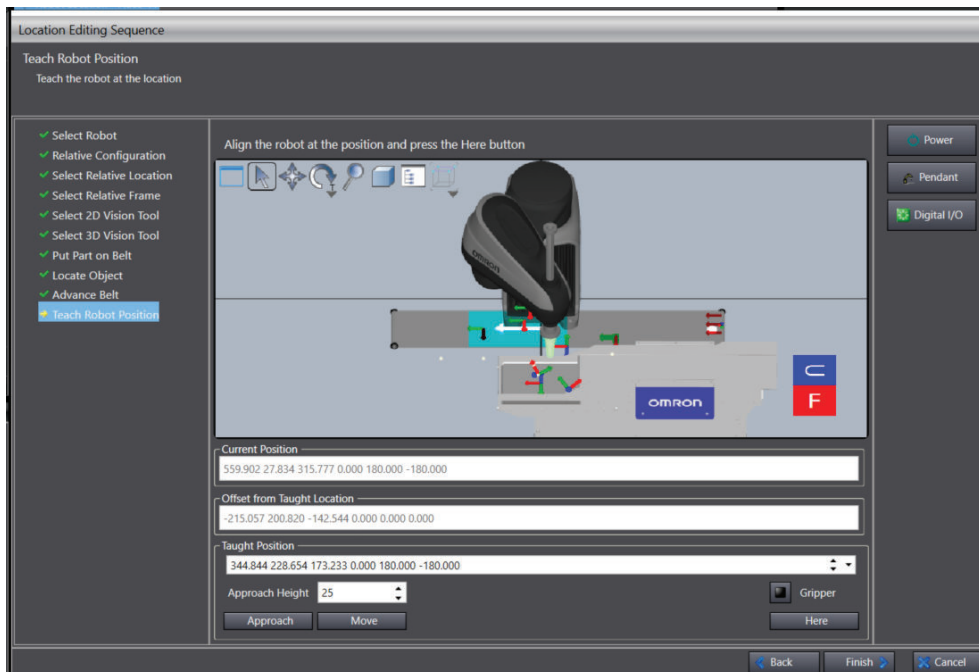 Location Editing Sequence
Teach Robot Position
Teach the robot at the location
Select Robot
Relative Configuration
Select Relative Location
Select Relative Frame
Select 2D Vision Tool
Select 3D Vision Tool
Put Part on Belt
Locate Object
Advance Belt
Teach Robot Position
Align the robot at the position and press the Here button
OMRON
OMRON
F
Current Position
559.902 27.834 315.777 0.000 180.000 -180.000
Offset from Taught Location
-215.057 200.820 -142.544 0.000 0.000 0.000
Taught Position
344.844 228.654 173.233 0.000 180.000 -180.000
Approach Height 25
Gripper
Approach Move Here
Power
Pendant
Digital I/O
Back Finish Cancel